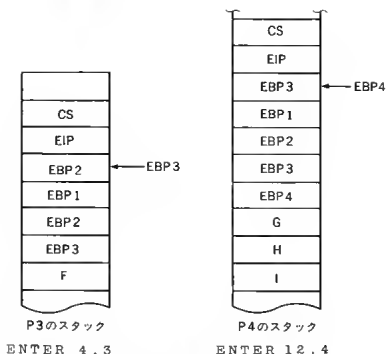 CS
EIP
EBP2
EBP3
EBP1
EBP2
EBP3
F
P3のスタック
ENTER 4.3
CS
EIP
EBP3
EBP4
EBP1
EBP2
EBP3
EBP4
G
H
I
P4のスタック
ENTER 12.4